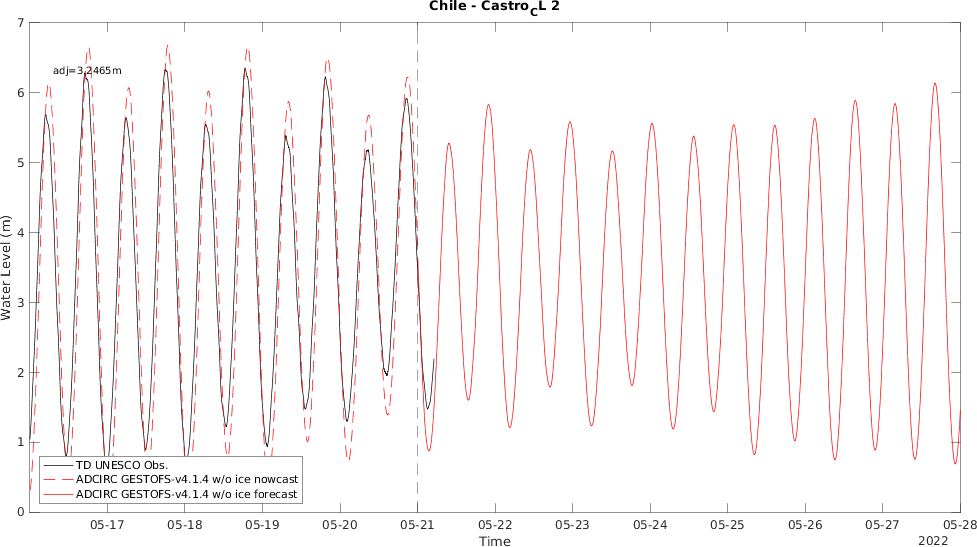 Chile - CastroCL 2
7
adj=3.2465m
6
5
4
3
2
1
0
Water Level (m)
TD UNESCO Obs.
ADCIRC GESTOFS-v4.1.4 w/o ice nowcast
ADCIRC GESTOFS-v4.1.4 w/o ice forecast
05-17 05-18 05-19 05-20 05-21 05-22 05-23 05-24 05-25 05-26 05-27 05-28
Time
2022